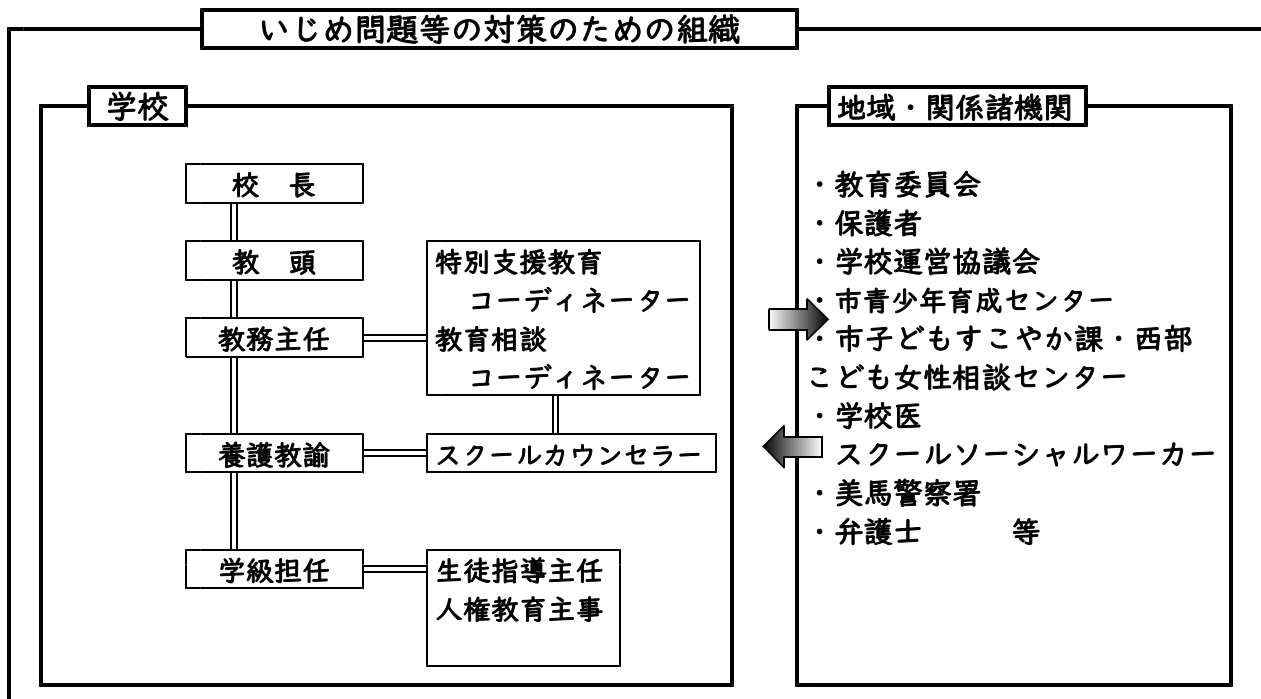 いじめ問題等の対策のための組織
学校
校　長
教　頭
特別支援教育
コーディネーター
教務主任
教育相談
コーディネーター
養護教諭
スクールカウンセラー
学級担任
生徒指導主任
人権教育主事
地域・関係諸機関
・教育委員会
・保護者
・学校運営協議会
・市青少年育成センター
・市子どもすこやか課・西部
こども女性相談センター
・学校医
スクールソーシャルワーカー
・美馬警察署
・弁護士　　　等